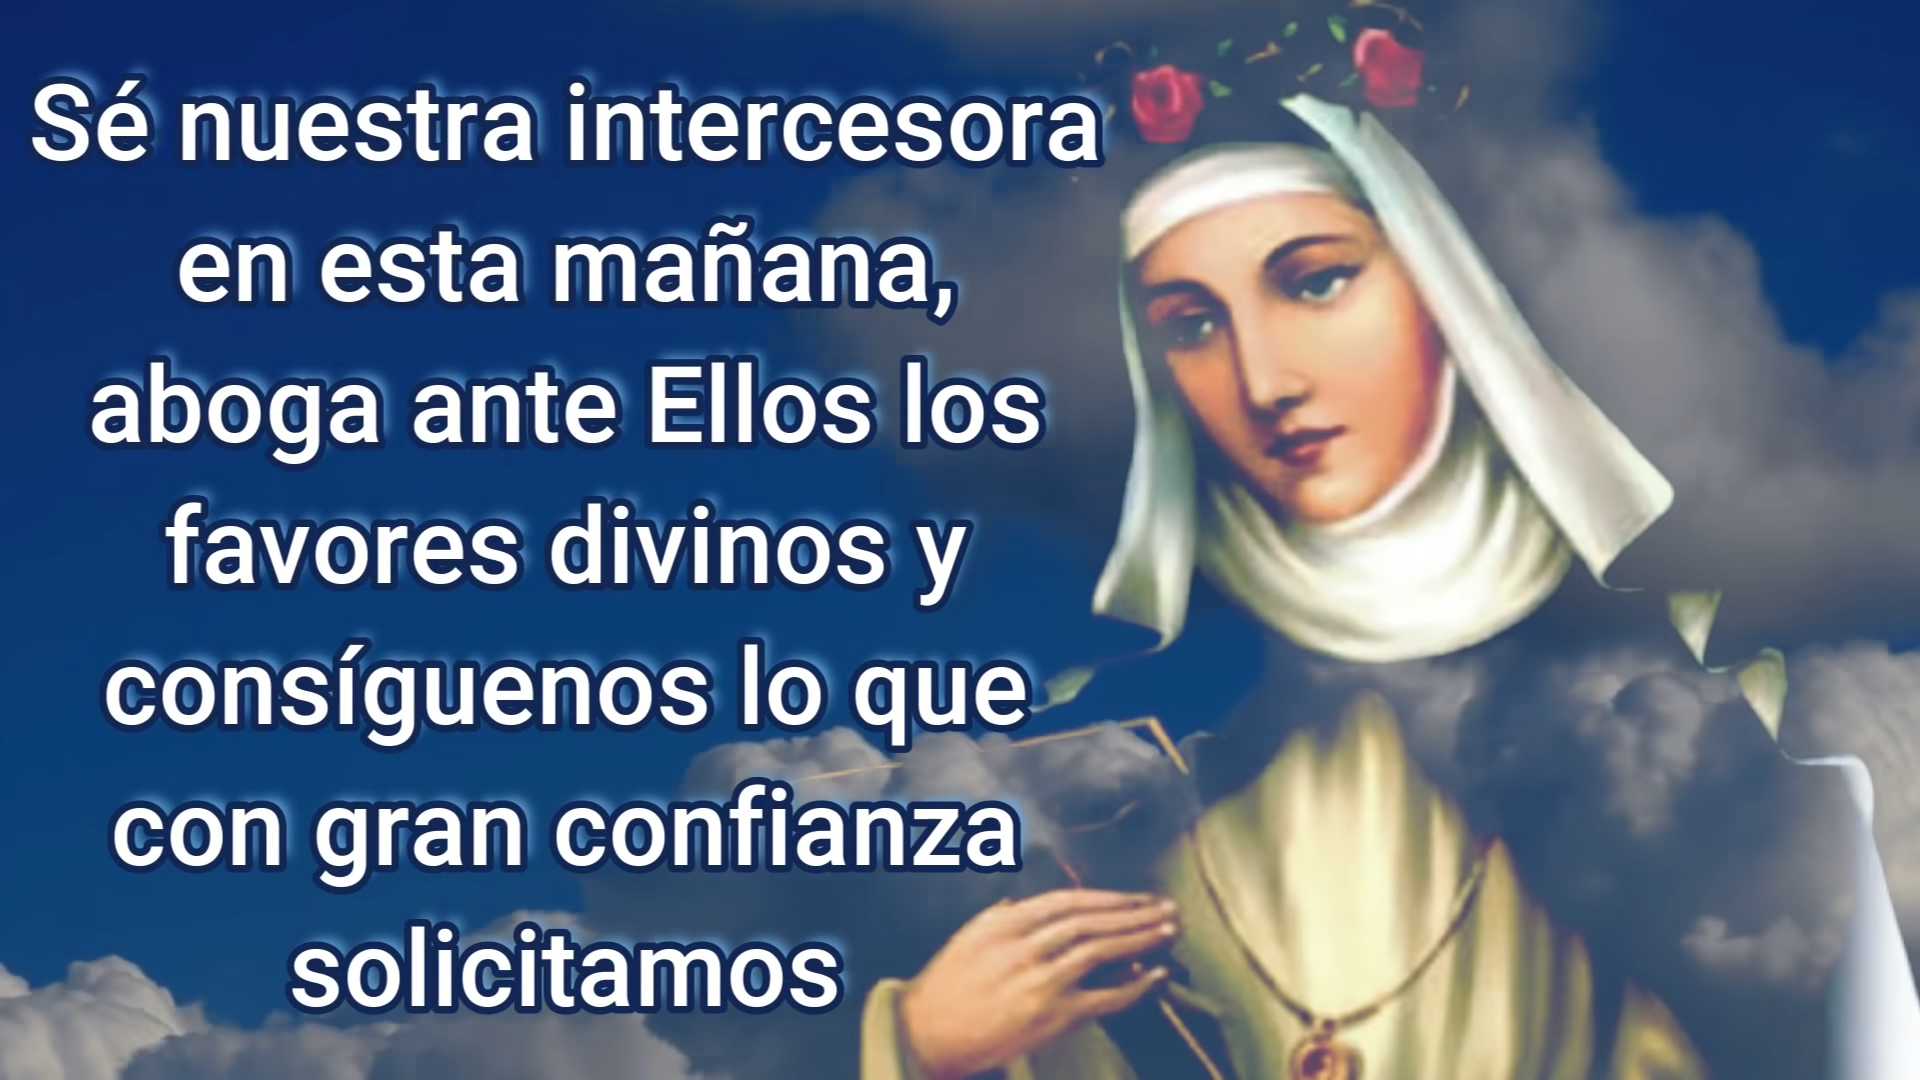 Sé nuestra intercesora
en esta mañana,
aboga ante Ellos los
favores divinos y
consíguenos lo que
con gran confianza
solicitamos